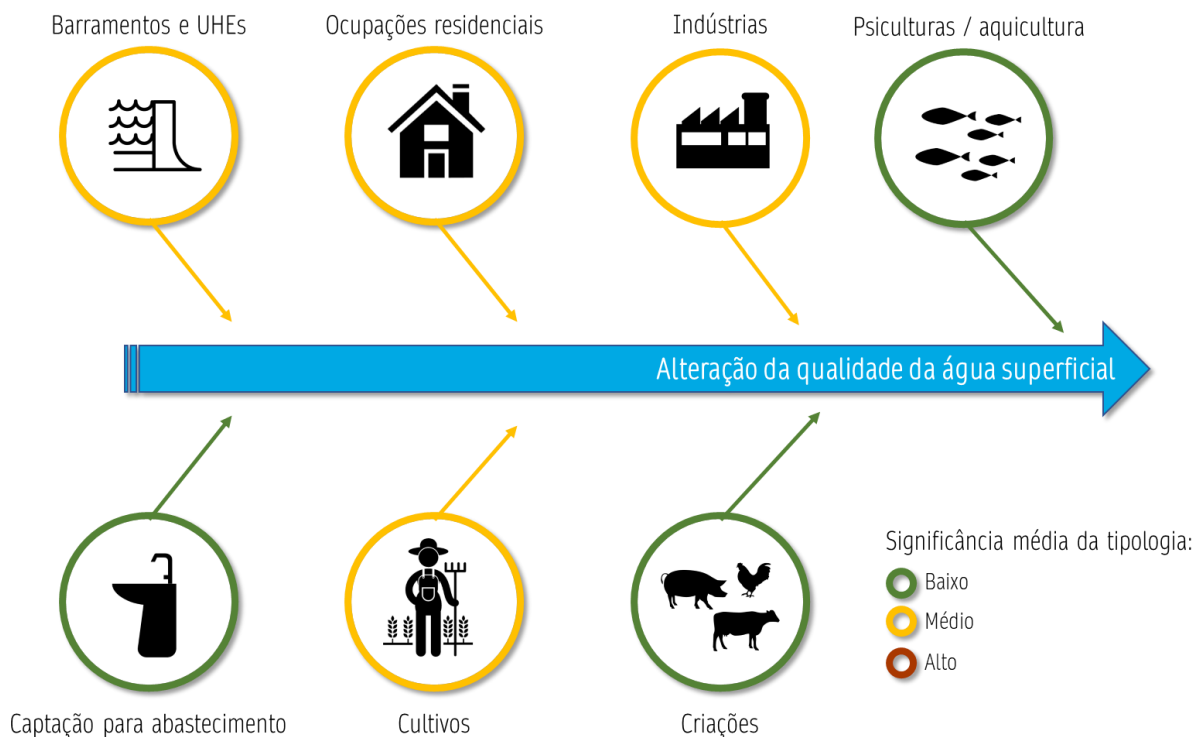 Barramentos e UHEs
Ocupações residenciais
Indústrias
Psiculturas / aquicultura
Alteração da qualidade da água superficial
Significância média da tipologia:
Baixo
Médio
Alto
Captação para abastecimento
Cultivos
Criações